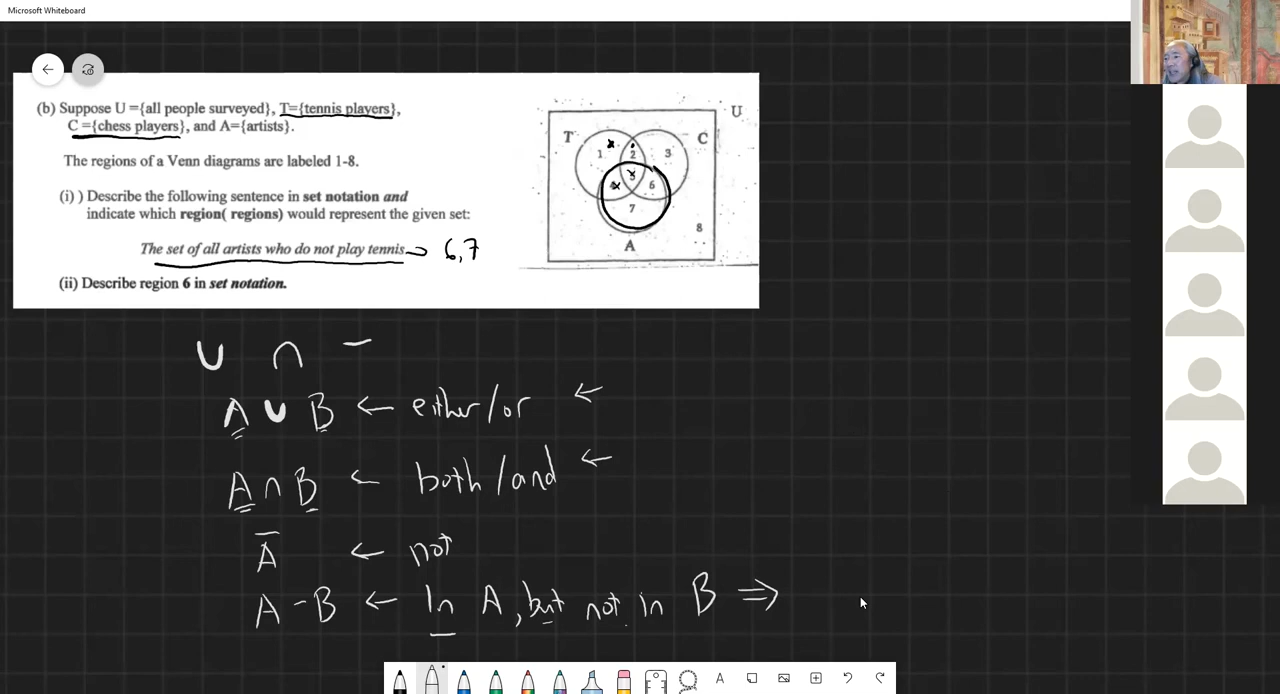 Microsoft Whiteboard
(b) Suppose U ={all people surveyed}, T={tennis players},
C ={chess players}, and A={artists}.
The regions of a Venn diagrams are labeled 1-8.
(i) ) Describe the following sentence in set notation and
indicate which region( regions) would represent the given set:
The set of all artists who do not play tennis → 6,7
(ii) Describe region 6 in set notation.
U
T
C
1
2
3
5
6
7
8
A
∪ ∩ −
A ∪ B ← either/or ←
A ∩ B ← both/and ←
Ā ← not
A - B ← In A, but not in B ⇒